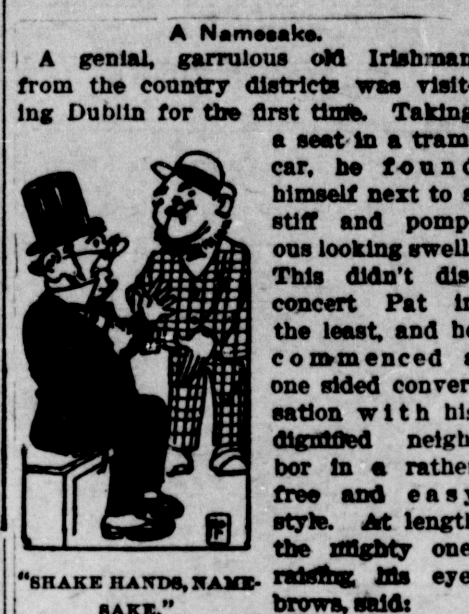 A Namesake.
A genial, garrulous old Irishman
from the country districts was visit-
ing Dublin for the first time. Taking
a seat in a tram
car, he found
himself next to a
stiff and pomp-
ous looking swell.
This didn't dis-
concert Pat in
the least, and he
commenced a
one sided conver-
sation with his
dignified neigh-
bor in a rather
free and easy
style. At length
the mighty one,
raising his eye-
brows, said:
"SHAKE HANDS, NAME-
SAKE."